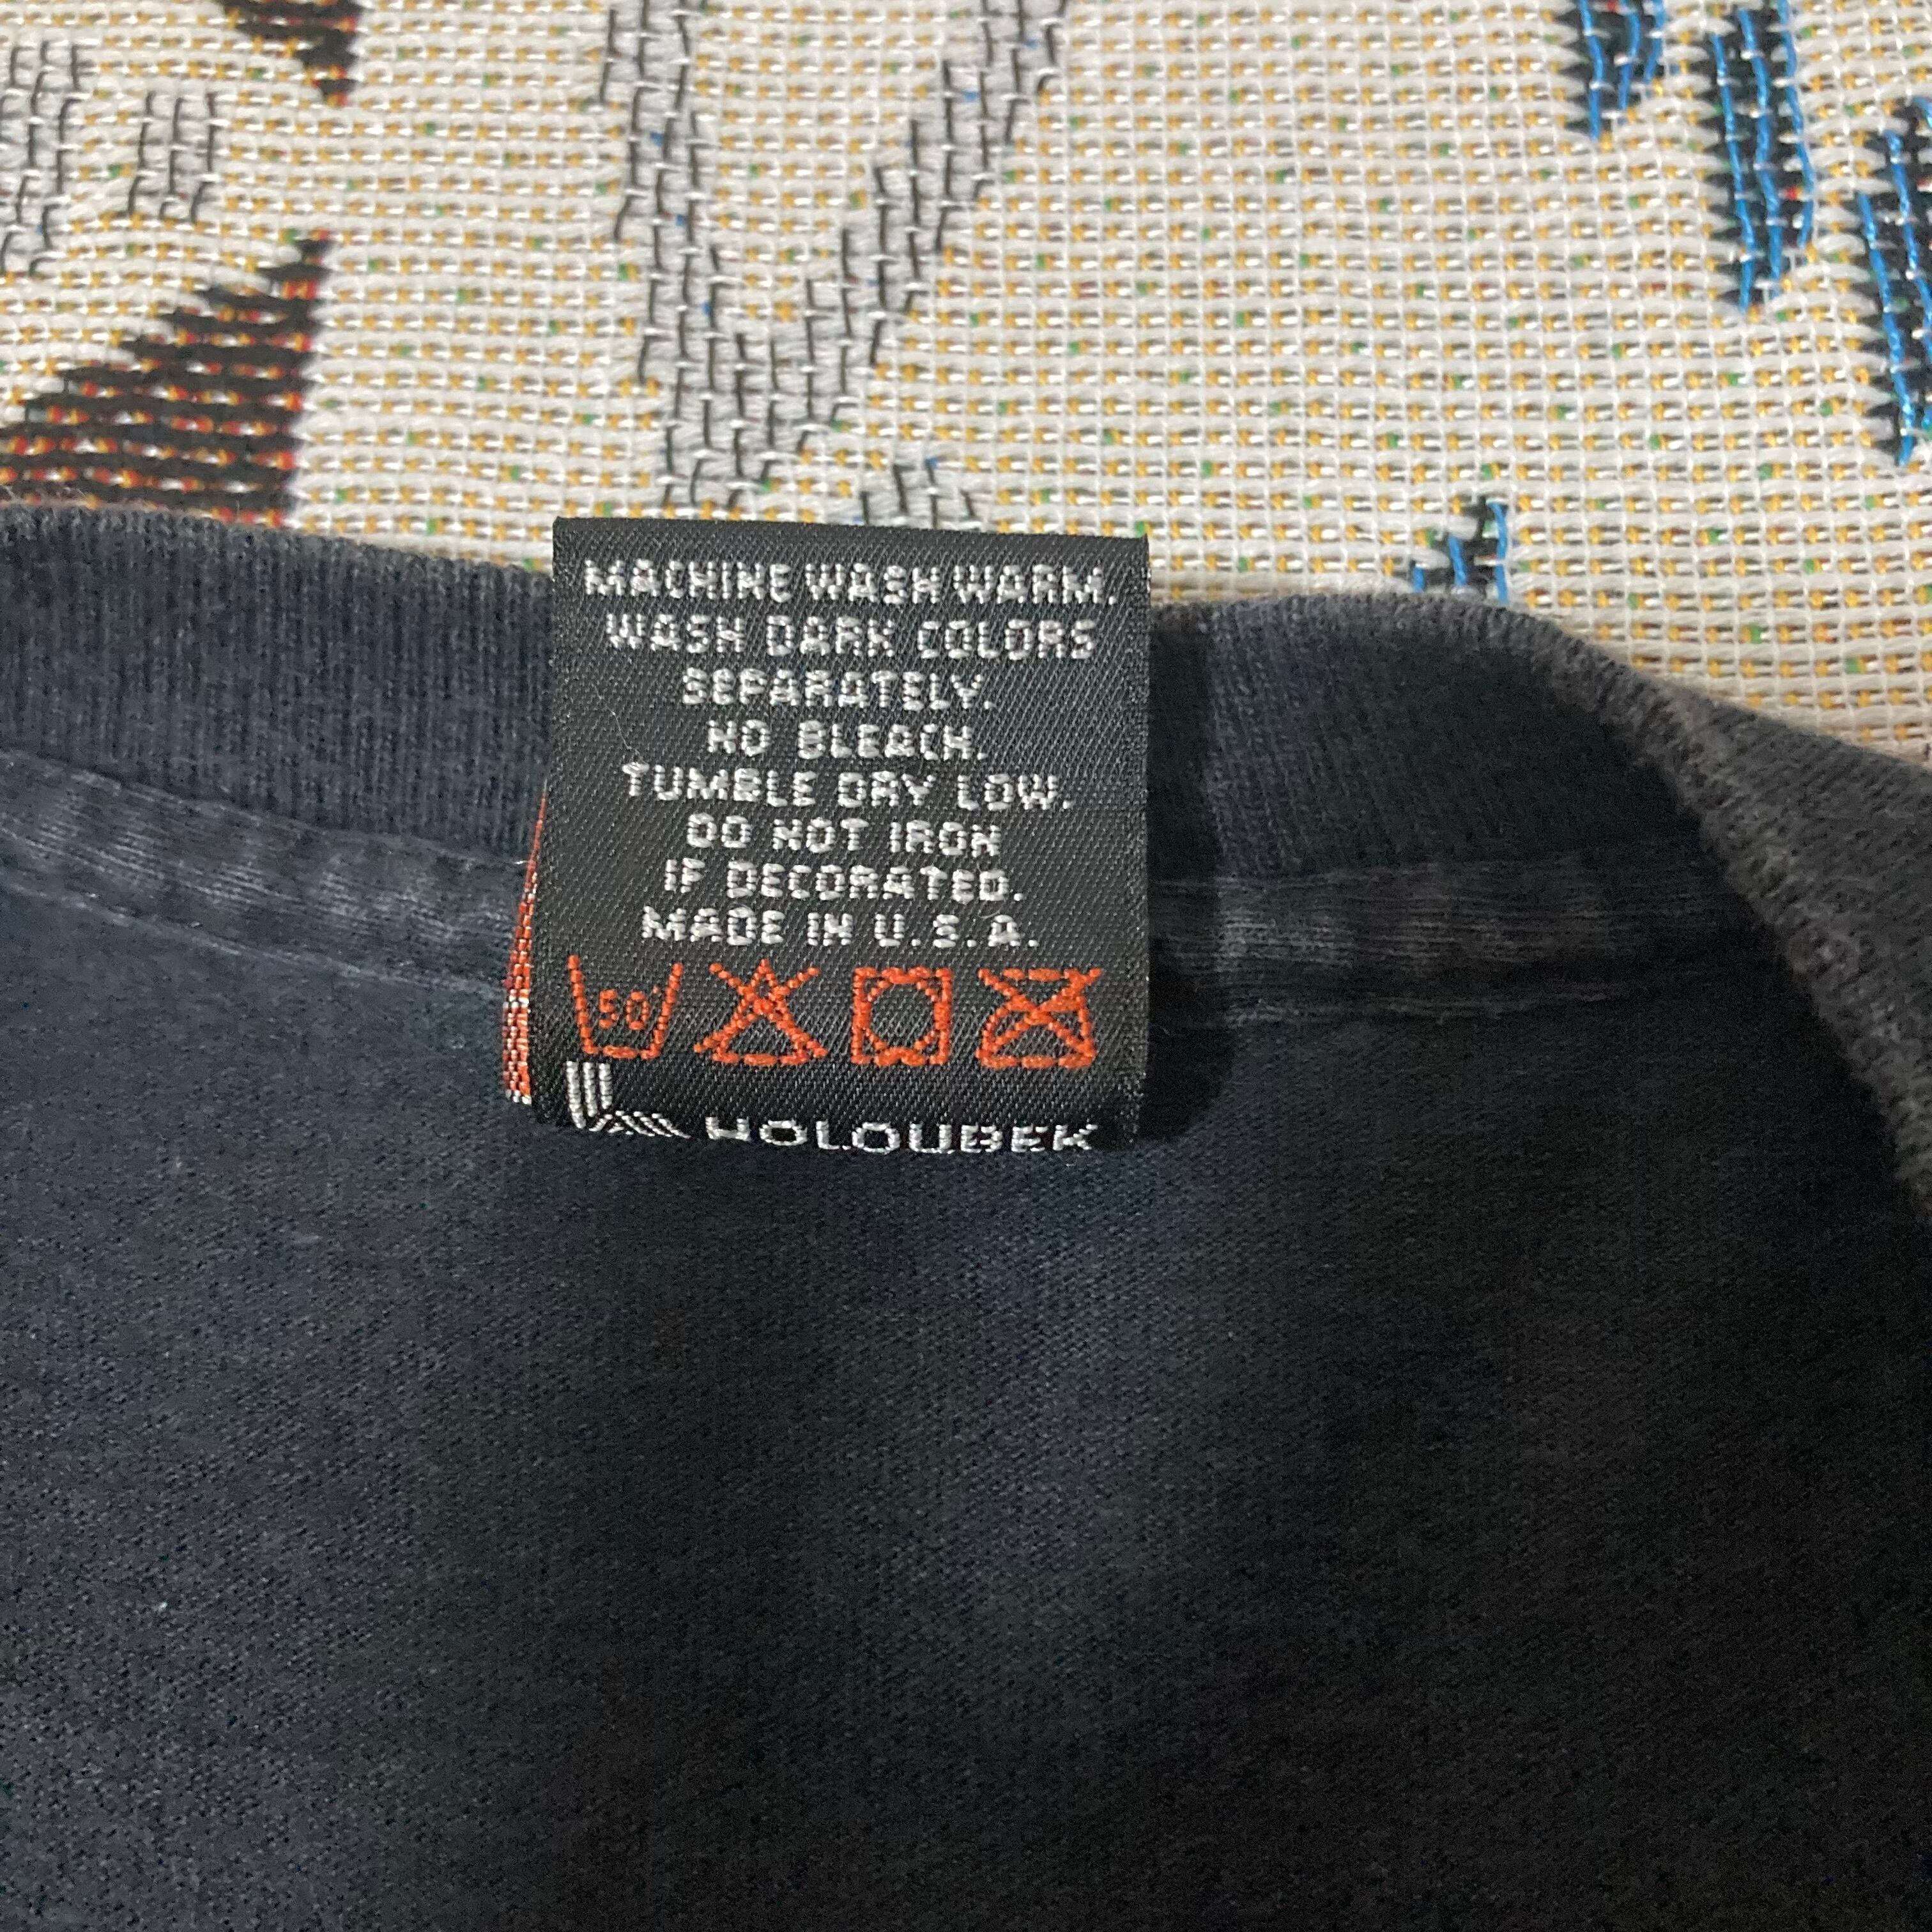 MACHINE WASH WARM.
WASH DARK COLORS
SEPARATELY.
NO BLEACH.
TUMBLE DRY LOW.
DO NOT IRON
IF DECORATED.
MADE IN U.S.A.
50°
HOLOUBEK